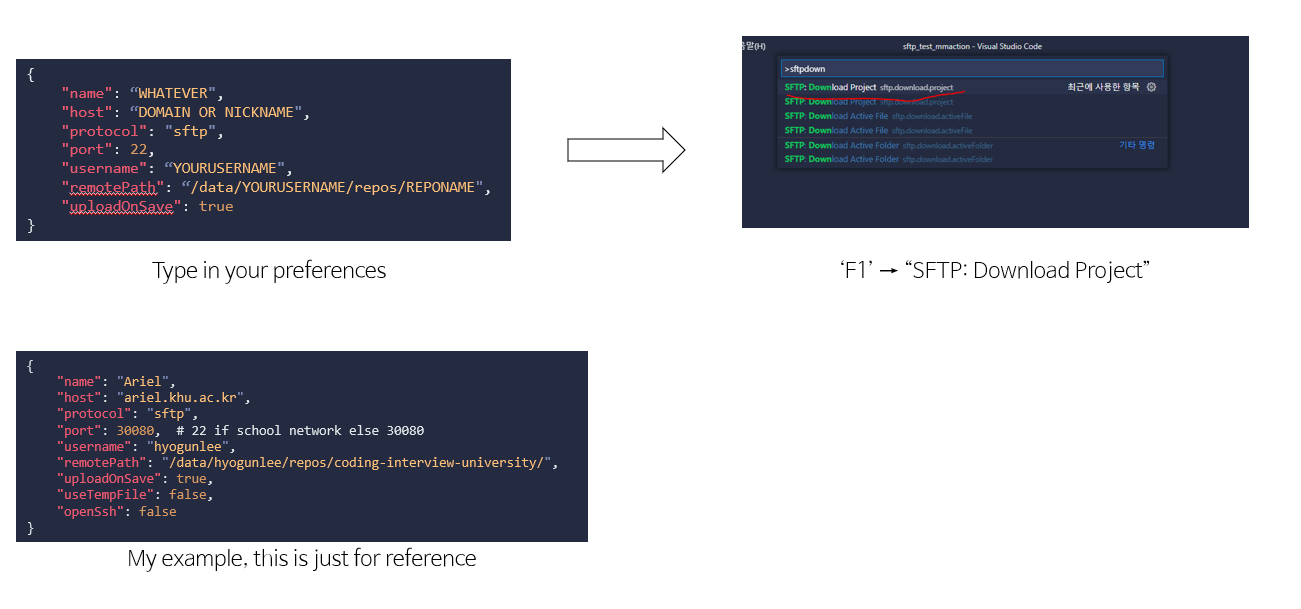 {
"name": “WHATEVER",
"host": “DOMAIN OR NICKNAME",
"protocol": "sftp",
"port": 22,
"username": “YOURUSERNAME",
"remotePath": “/data/YOURUSERNAME/repos/REPONAME",
"uploadOnSave": true
}
Type in your preferences
움말(H) sftp_test_mmaction - Visual Studio Code
>sftpdown
SFTP: Download Project sftp.download.project 최근에 사용한 항목
SFTP: Download Project sftp.download.project
SFTP: Download Active File sftp.download.activeFile
SFTP: Download Active File sftp.download.activeFile
SFTP: Download Active Folder sftp.download.activeFolder 기타 명령
SFTP: Download Active Folder sftp.download.activeFolder
‘F1’ → “SFTP: Download Project”
{
"name": "Ariel",
"host": "ariel.khu.ac.kr",
"protocol": "sftp",
"port": 30080, # 22 if school network else 30080
"username": "hyogunlee",
"remotePath": "/data/hyogunlee/repos/coding-interview-university/",
"uploadOnSave": true,
"useTempFile": false,
"openSsh": false
}
My example, this is just for reference